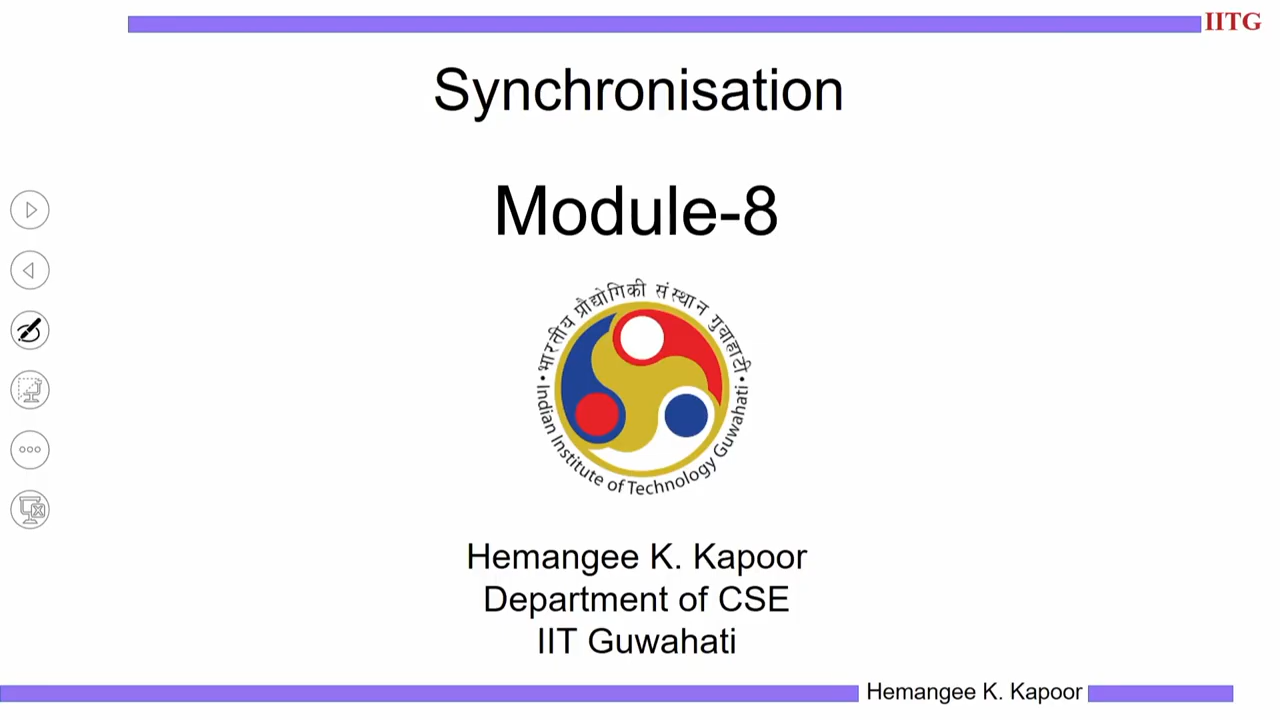 IITG
Synchronisation
Module-8
भारतीय प्रौद्योगिकी संस्थान गुवाहाटी
Indian Institute of Technology Guwahati
Hemangee K. Kapoor
Department of CSE
IIT Guwahati
Hemangee K. Kapoor